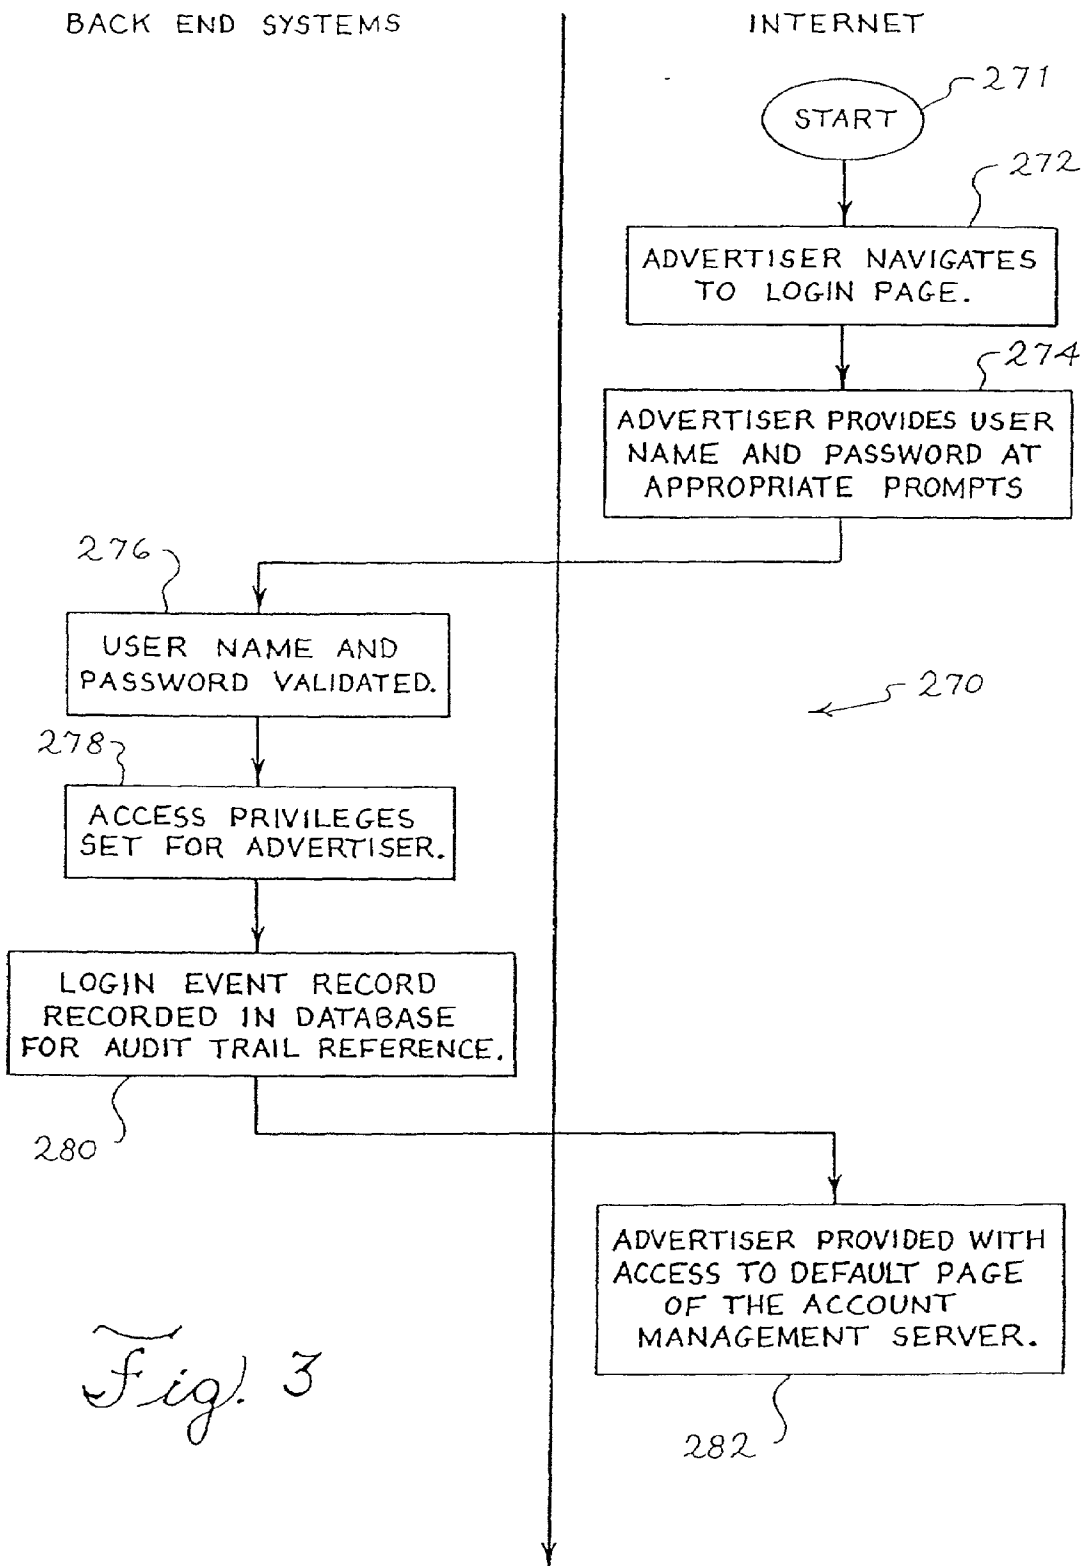 BACK END SYSTEMS
INTERNET
271
START
272
ADVERTISER NAVIGATES
TO LOGIN PAGE.
274
ADVERTISER PROVIDES USER
NAME AND PASSWORD AT
APPROPRIATE PROMPTS
276
USER NAME AND
PASSWORD VALIDATED.
270
278
ACCESS PRIVILEGES
SET FOR ADVERTISER.
LOGIN EVENT RECORD
RECORDED IN DATABASE
FOR AUDIT TRAIL REFERENCE.
280
ADVERTISER PROVIDED WITH
ACCESS TO DEFAULT PAGE
OF THE ACCOUNT
MANAGEMENT SERVER.
282
Fig. 3